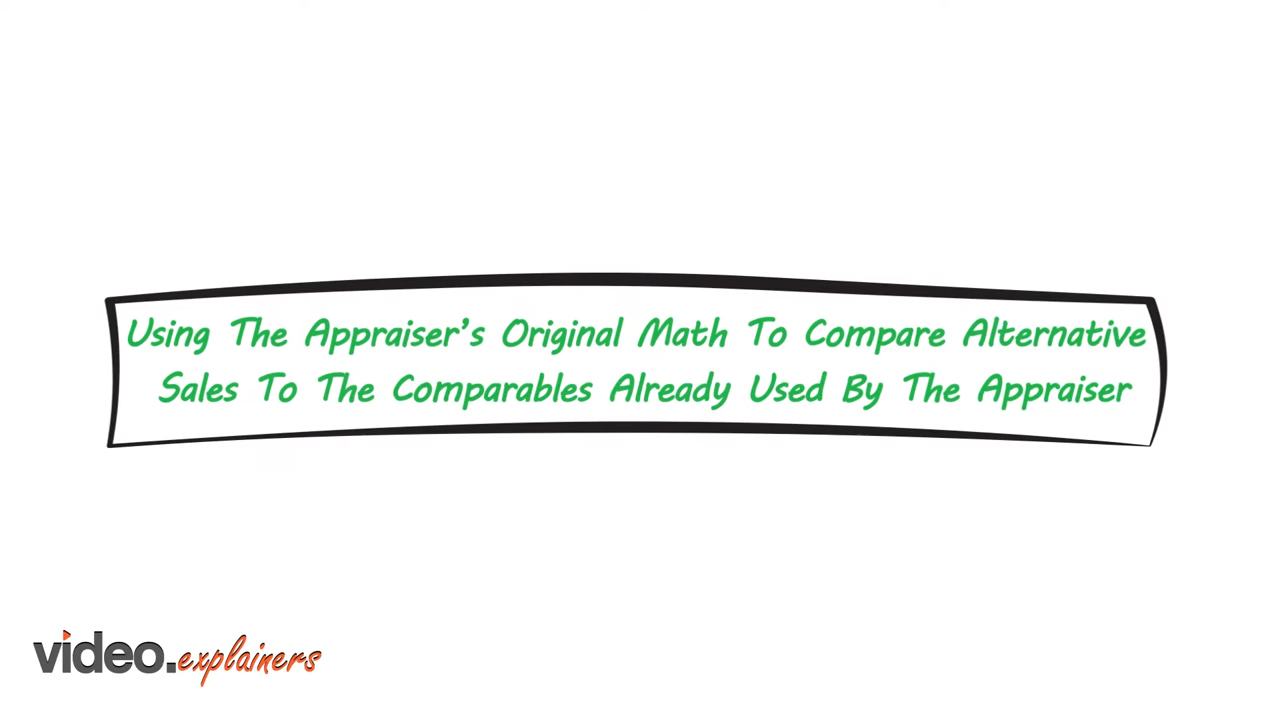 Using The Appraiser’s Original Math To Compare Alternative
Sales To The Comparables Already Used By The Appraiser
video.explainers